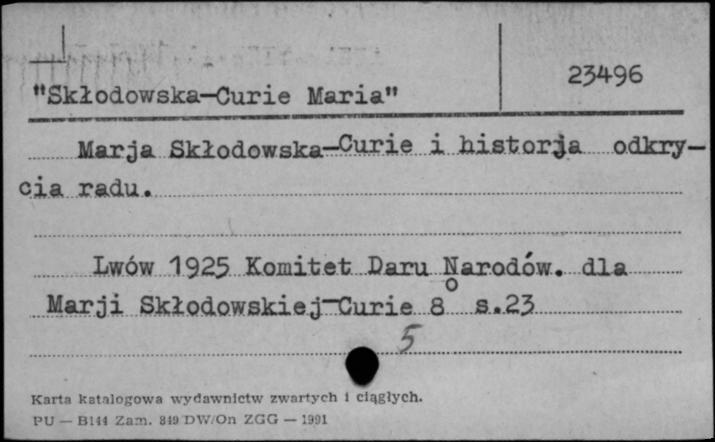 23496
"Skłodowska-Curie Maria"
Marja Skłodowska-Curie i historja odkry-
cia radu.
Lwów 1925 Komitet Daru Narodów. dla
Marji Skłodowskiej-Curie 8° s.23
5
Karta katalogowa wydawnictw zwartych i ciągłych.
PU — B144 Zam. 849 DW/On ZGG — 1991